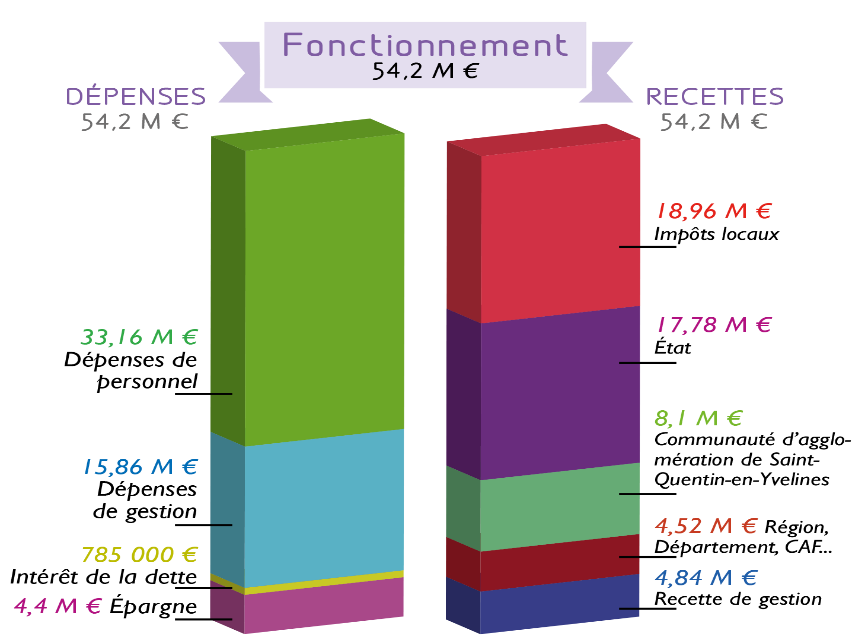 Fonctionnement
54,2 M €
DÉPENSES
54,2 M €
33,16 M €
Dépenses de
personnel
15,86 M €
Dépenses
de gestion
785 000 €
Intérêt de la dette
4,4 M € Épargne
RECETTES
54,2 M €
18,96 M €
Impôts locaux
17,78 M €
État
8,1 M €
Communauté d'agglo-
mération de Saint-
Quentin-en-Yvelines
4,52 M € Région,
Département, CAF...
4,84 M €
Recette de gestion